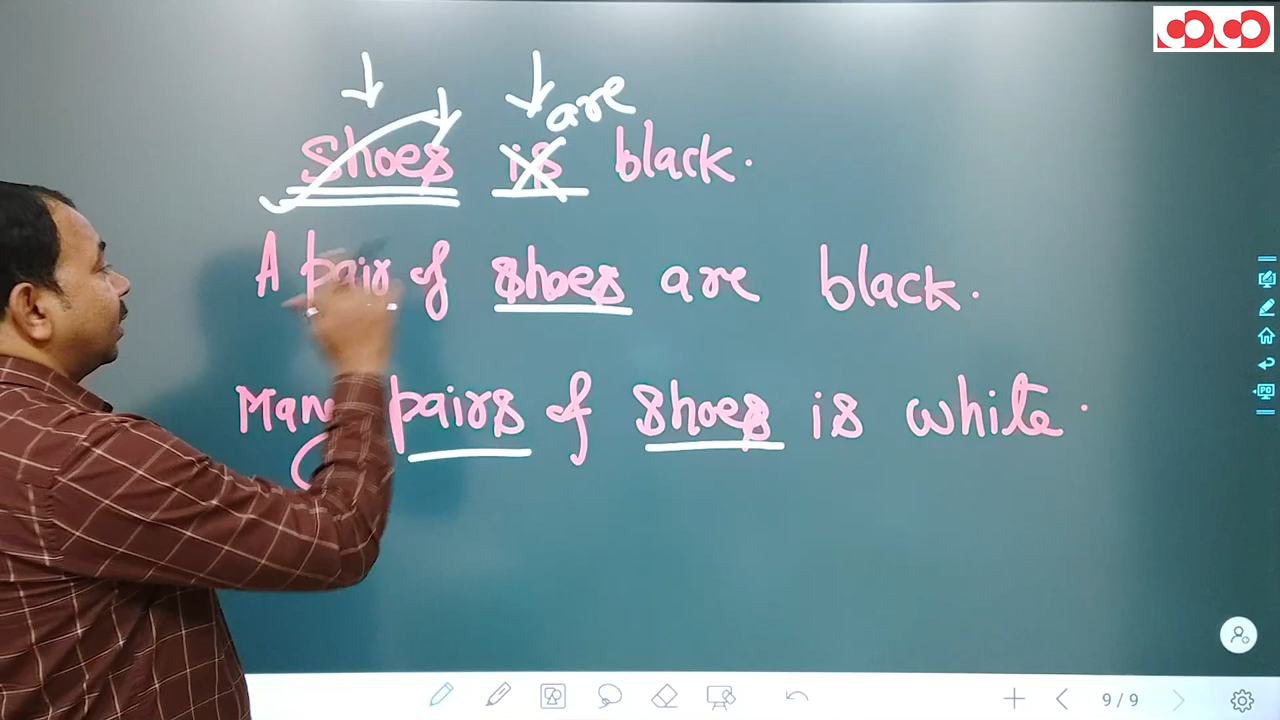 are
Shoes is black.
A pair of shoes are black.
Many pairs of shoes is white.
9/9